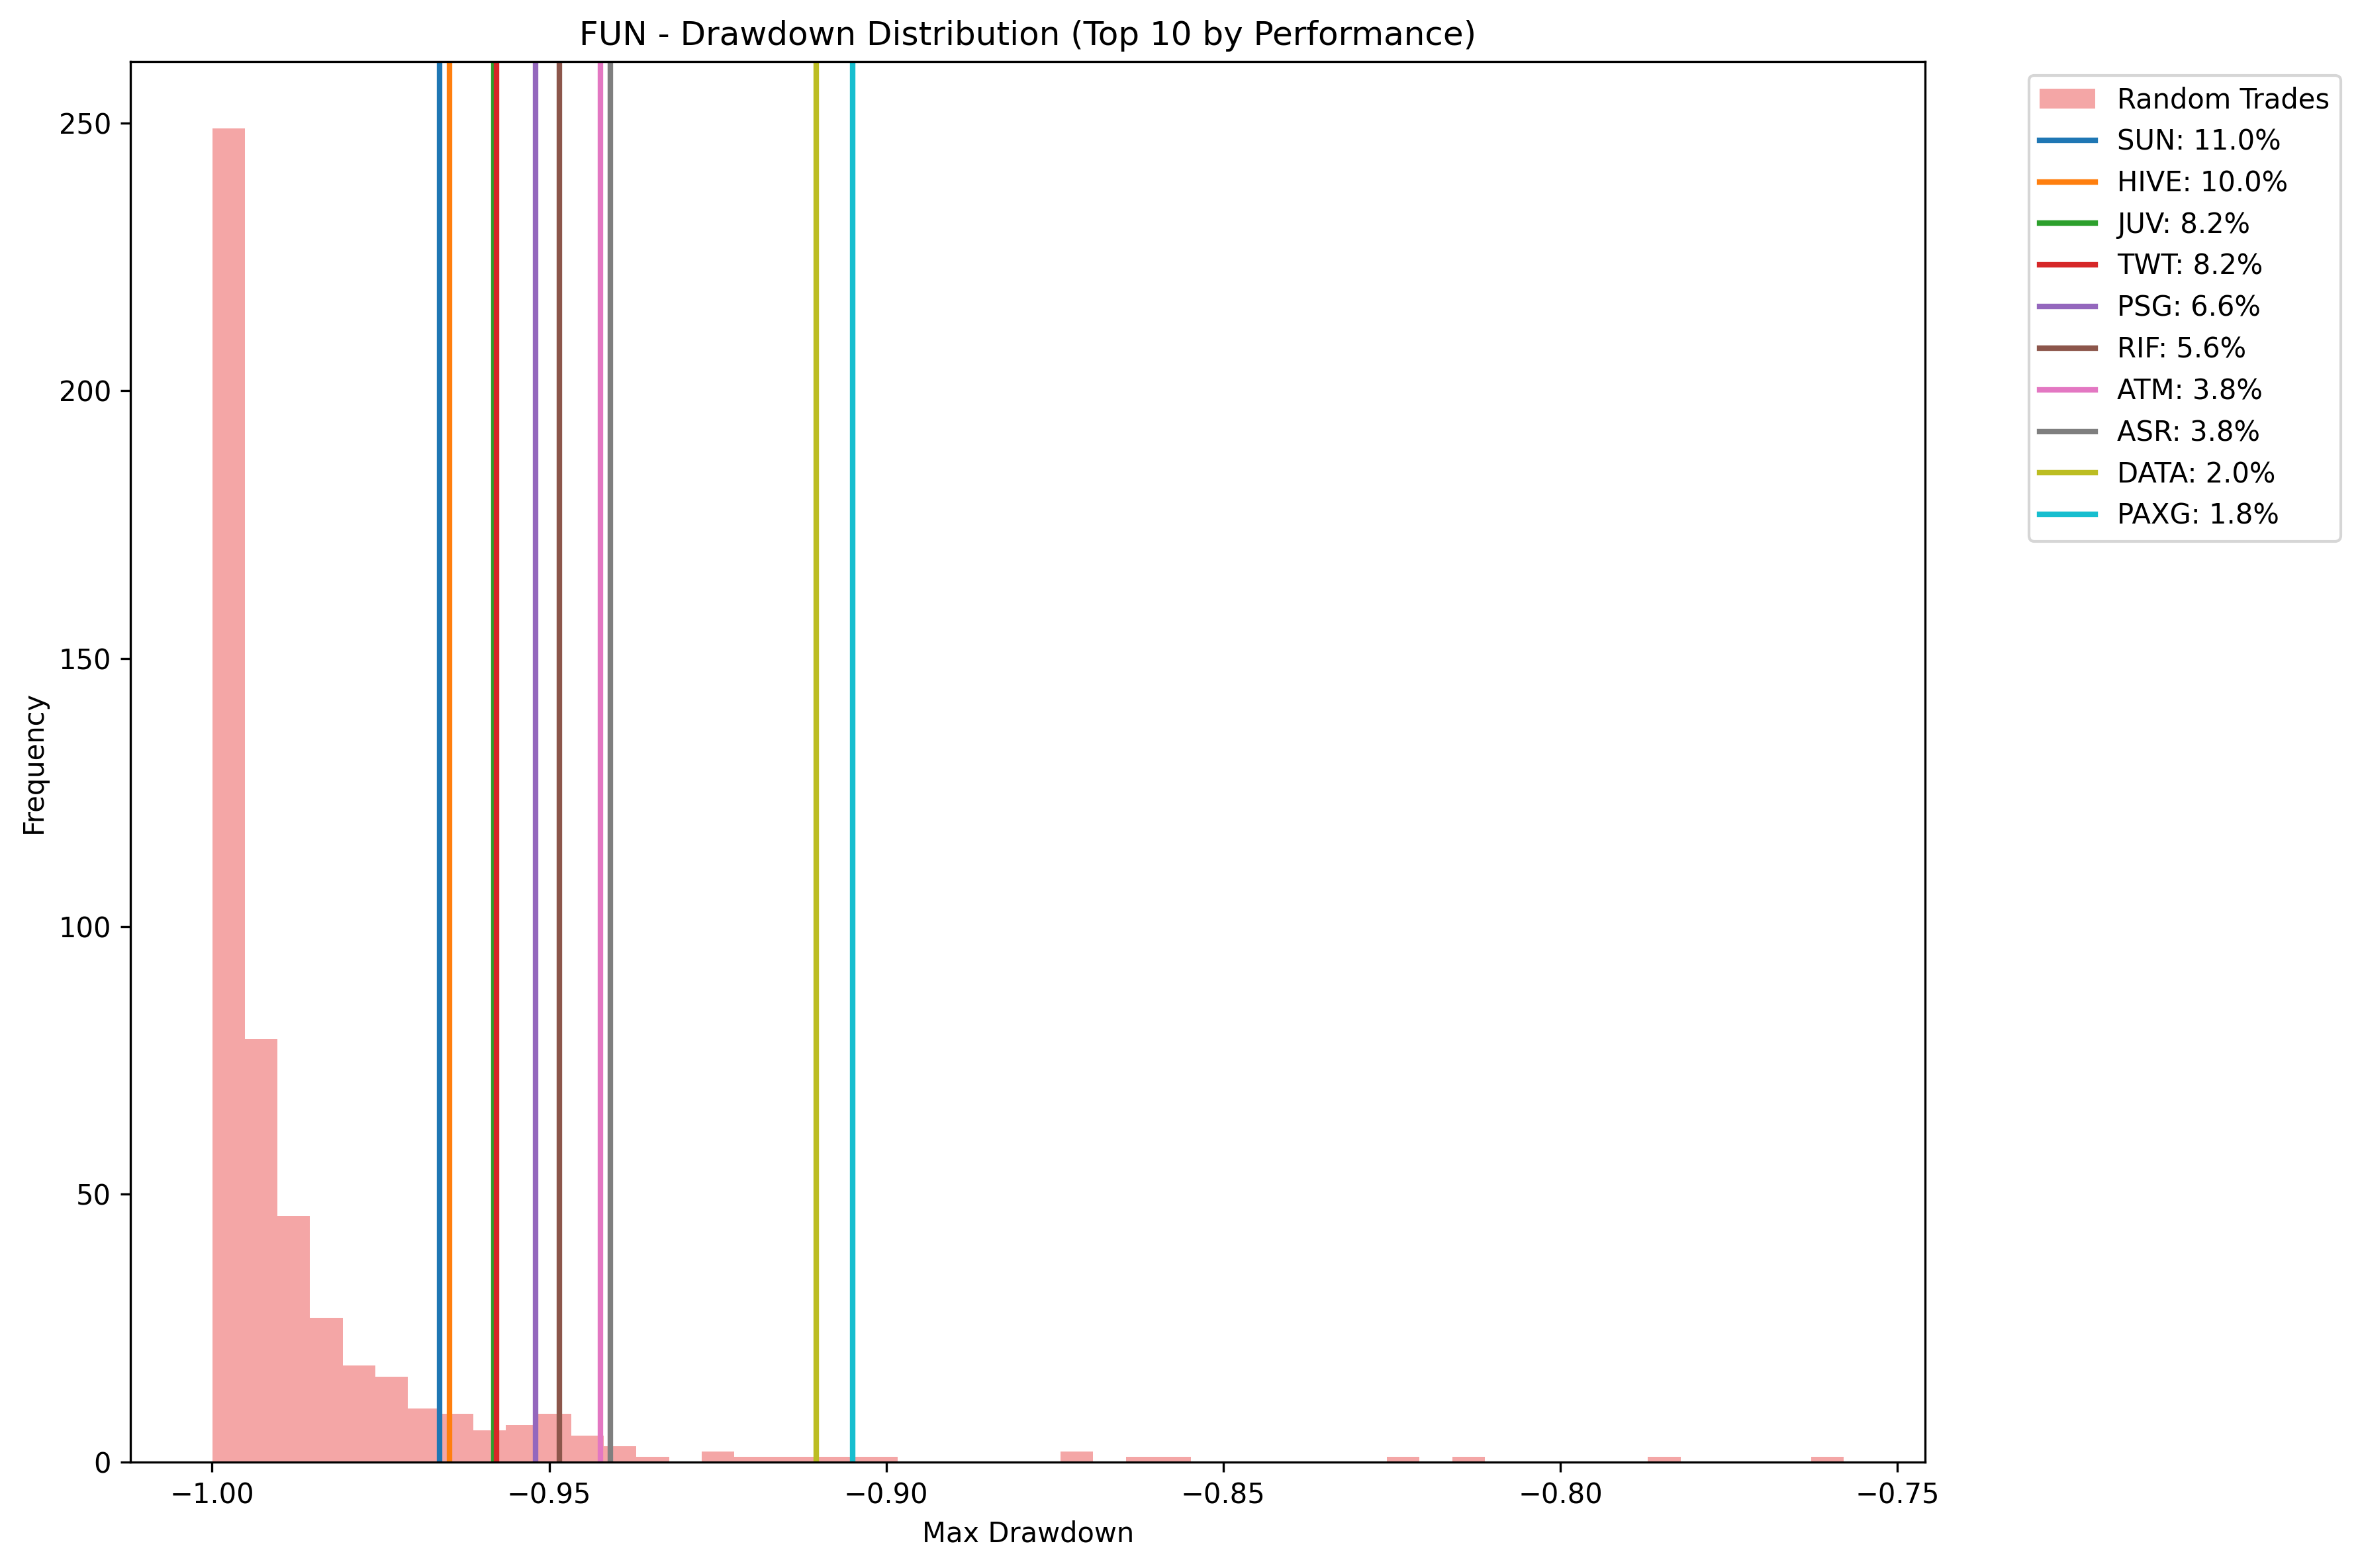 FUN - Drawdown Distribution (Top 10 by Performance)
250
200
150
100
50
0
Frequency
−1.00
−0.95
−0.90
−0.85
−0.80
−0.75
Max Drawdown
Random Trades
SUN: 11.0%
HIVE: 10.0%
JUV: 8.2%
TWT: 8.2%
PSG: 6.6%
RIF: 5.6%
ATM: 3.8%
ASR: 3.8%
DATA: 2.0%
PAXG: 1.8%